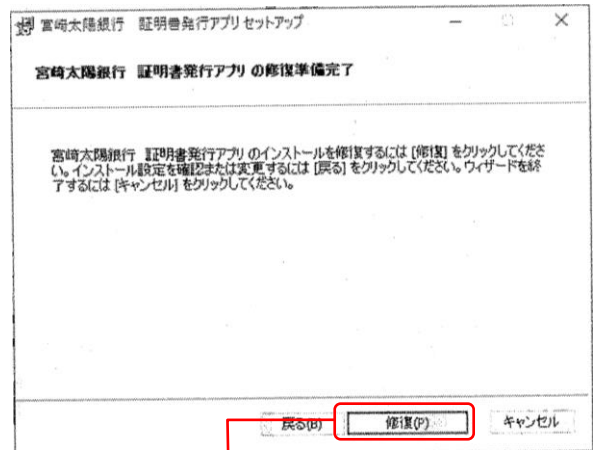 宮崎太陽銀行 証明書発行アプリ セットアップ
宮崎太陽銀行 証明書発行アプリ の修復準備完了
宮崎太陽銀行 証明書発行アプリ のインストールを修復するには [修復] をクリックしてくださ
い。インストール設定を確認または変更するには [戻る] をクリックしてください。ウィザードを終
了するには [キャンセル] をクリックしてください。
戻る(B) 修復(P) キャンセル